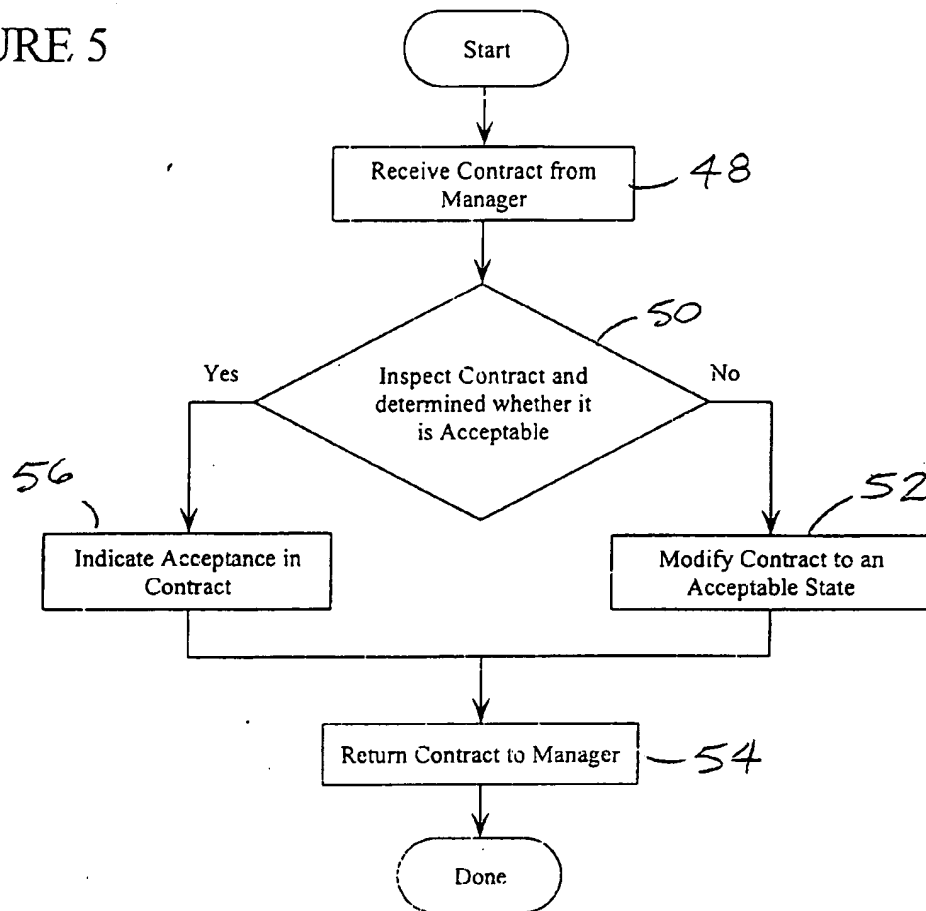 URE 5
Start
Receive Contract from
Manager
48
50
Yes
Inspect Contract and
determined whether it
is Acceptable
No
56
52
Indicate Acceptance in
Contract
Modify Contract to an
Acceptable State
Return Contract to Manager
54
Done